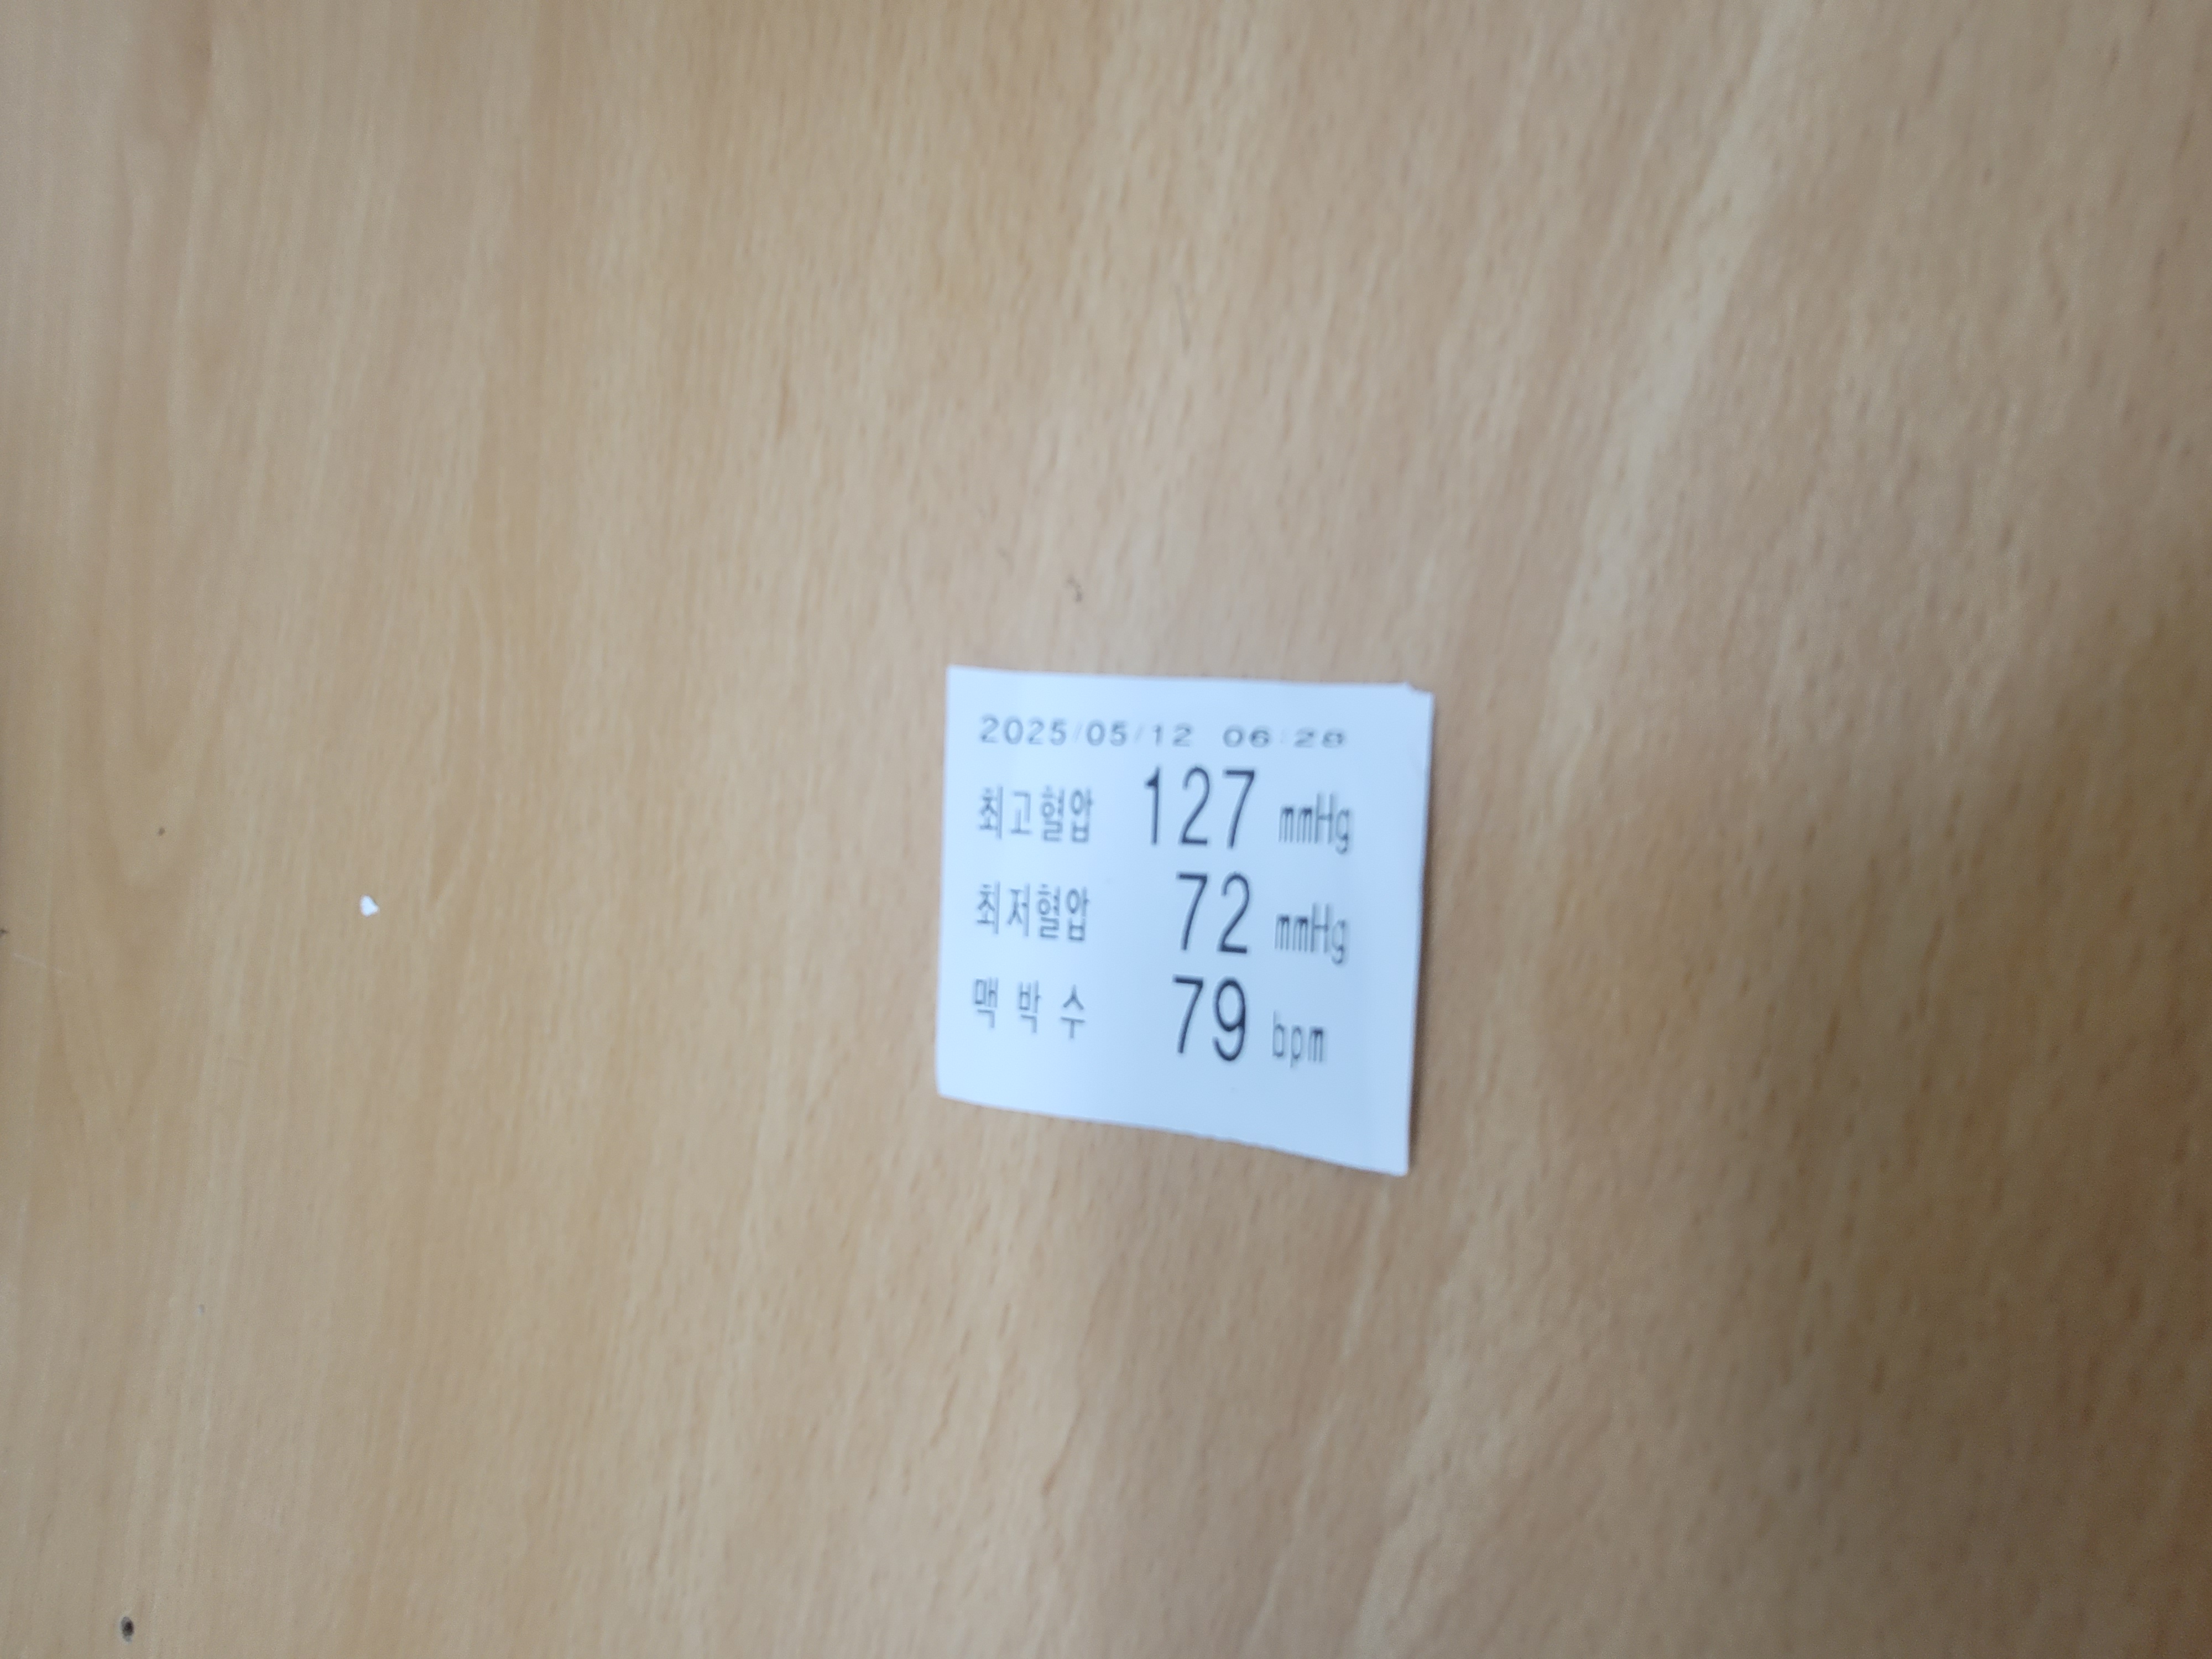 2025/05/12 06:28
최고혈압 127 mmHg
최저혈압 72 mmHg
맥 박 수 79 bpm